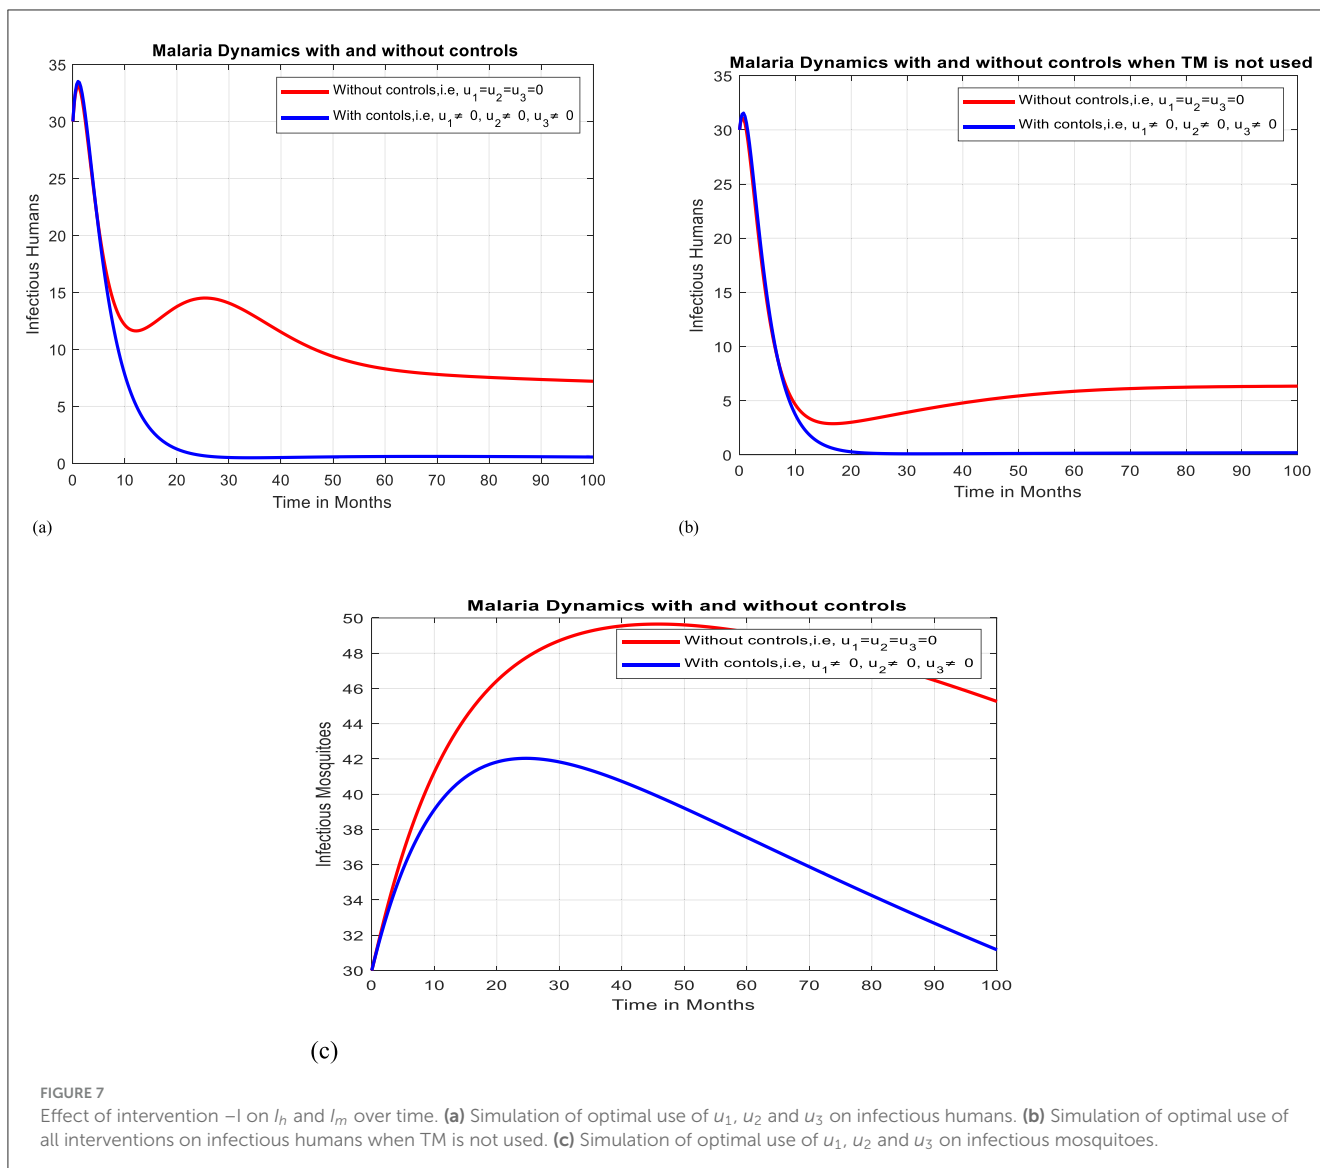 Malaria Dynamics with and without controls
35
30
25
20
15
10
5
0
Infectious Humans
Without controls,i.e, u1=u2=u3=0
With contols,i.e, u1≠ 0, u2≠ 0, u3≠ 0
0 10 20 30 40 50 60 70 80 90 100
Time in Months
(a)
Malaria Dynamics with and without controls when TM is not used
35
30
25
20
15
10
5
0
Infectious Humans
Without controls,i.e, u1=u2=u3=0
With contols,i.e, u1≠ 0, u2≠ 0, u3≠ 0
0 10 20 30 40 50 60 70 80 90 100
Time in Months
(b)
Malaria Dynamics with and without controls
50
48
46
44
42
40
38
36
34
32
30
Infectious Mosquitoes
Without controls,i.e, u1=u2=u3=0
With contols,i.e, u1≠ 0, u2≠ 0, u3≠ 0
0 10 20 30 40 50 60 70 80 90 100
Time in Months
(c)
FIGURE 7
Effect of intervention –I on Ih and Im over time. (a) Simulation of optimal use of u1, u2 and u3 on infectious humans. (b) Simulation of optimal use of
all interventions on infectious humans when TM is not used. (c) Simulation of optimal use of u1, u2 and u3 on infectious mosquitoes.